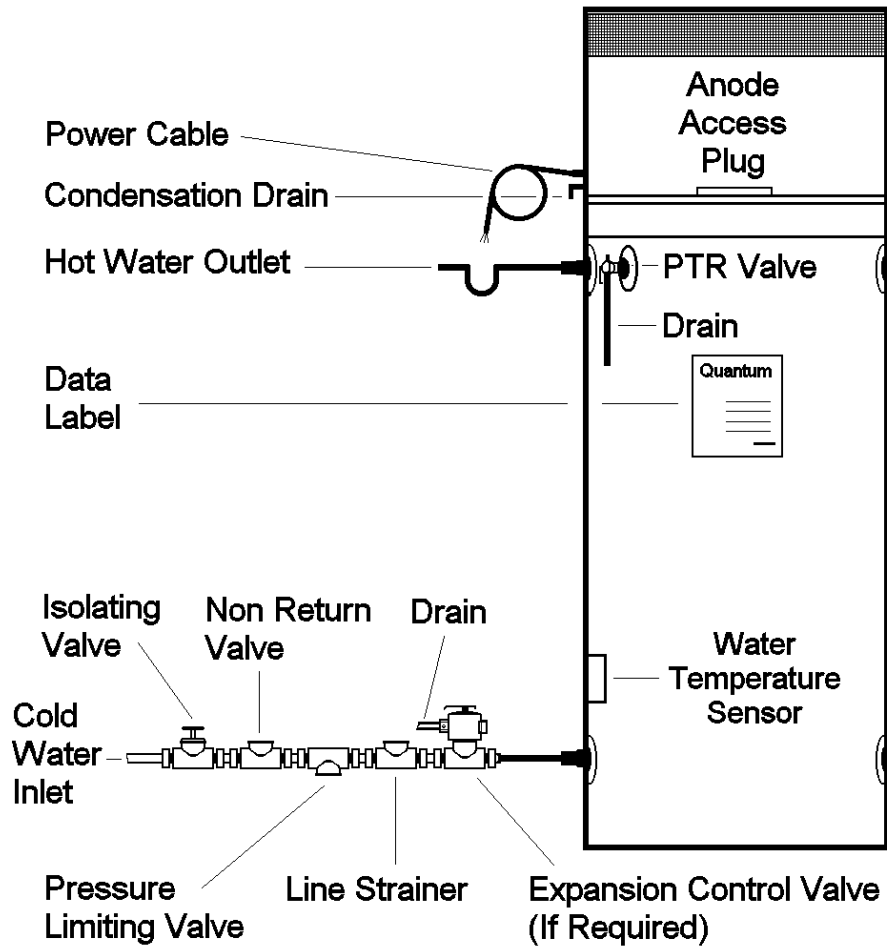 Anode
Access
Plug
Power Cable
Condensation Drain
Hot Water Outlet
PTR Valve
Drain
Data
Label
Quantum
Isolating
Valve
Non Return
Valve
Drain
Water
Temperature
Sensor
Cold
Water
Inlet
Pressure
Limiting Valve
Line Strainer
Expansion Control Valve
(If Required)